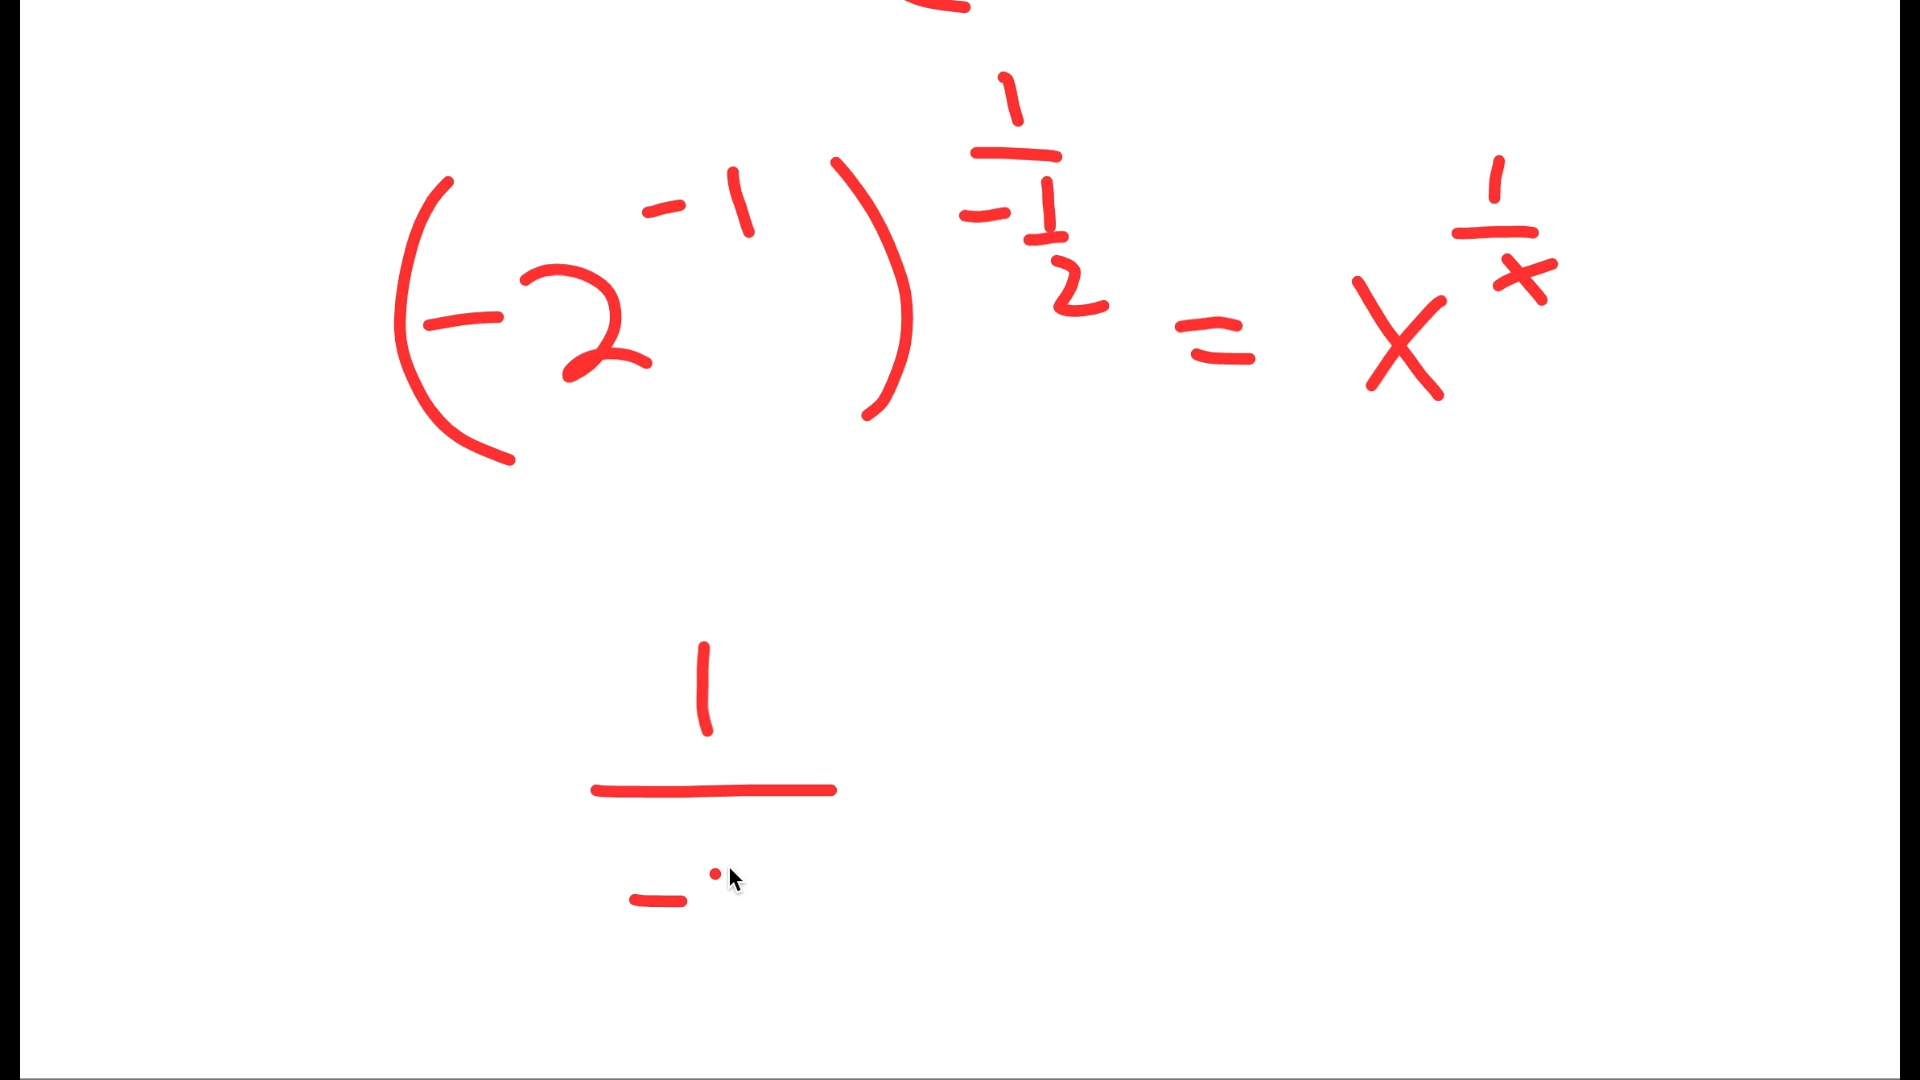 (-2^-1)^(1/(-1/2)) = x^(1/x)
1
-